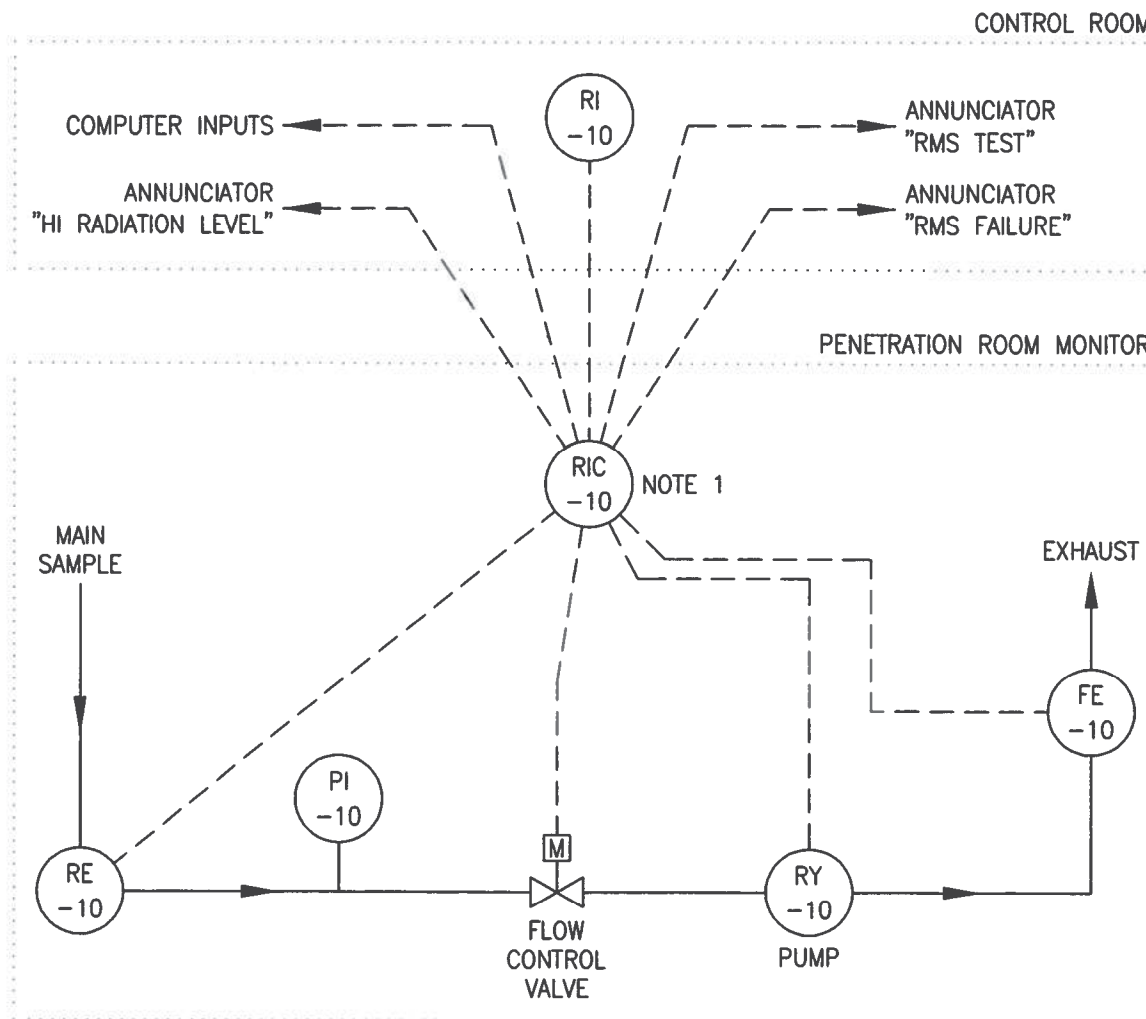 CONTROL ROOM
RI
-10
COMPUTER INPUTS
ANNUNCIATOR
"RMS TEST"
ANNUNCIATOR
"HI RADIATION LEVEL"
ANNUNCIATOR
"RMS FAILURE"
PENETRATION ROOM MONITOR
RIC
-10
NOTE 1
MAIN
SAMPLE
EXHAUST
FE
-10
PI
-10
M
RE
-10
RY
-10
FLOW
CONTROL
VALVE
PUMP